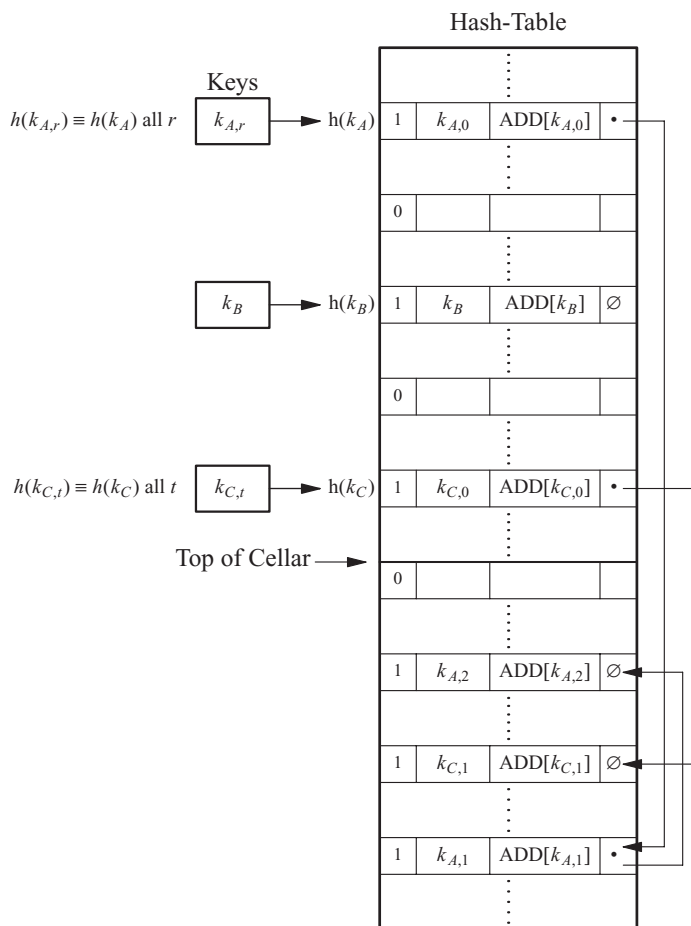 Hash-Table
Keys
h(k_{A,r}) ≡ h(k_A) all r
k_{A,r}
h(k_A)
1 k_{A,0} ADD[k_{A,0}] •
0
k_B
h(k_B)
1 k_B ADD[k_B] ∅
0
h(k_{C,t}) ≡ h(k_C) all t
k_{C,t}
h(k_C)
1 k_{C,0} ADD[k_{C,0}] •
Top of Cellar
0
1 k_{A,2} ADD[k_{A,2}] ∅
1 k_{C,1} ADD[k_{C,1}] ∅
1 k_{A,1} ADD[k_{A,1}] •